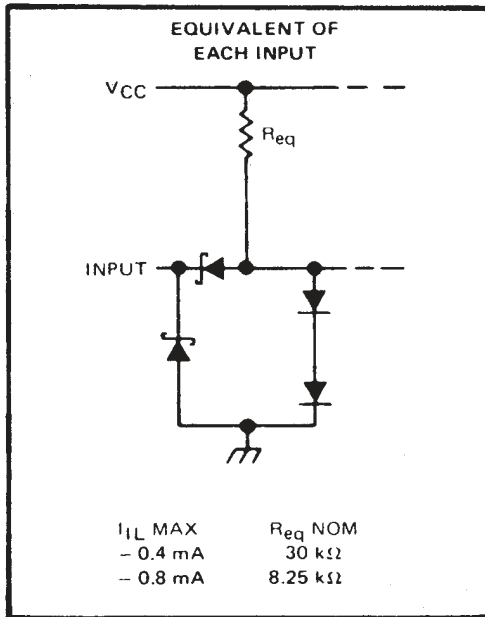 EQUIVALENT OF
EACH INPUT
VCC
Req
INPUT
IIL MAX Req NOM
– 0.4 mA 30 kΩ
– 0.8 mA 8.25 kΩ